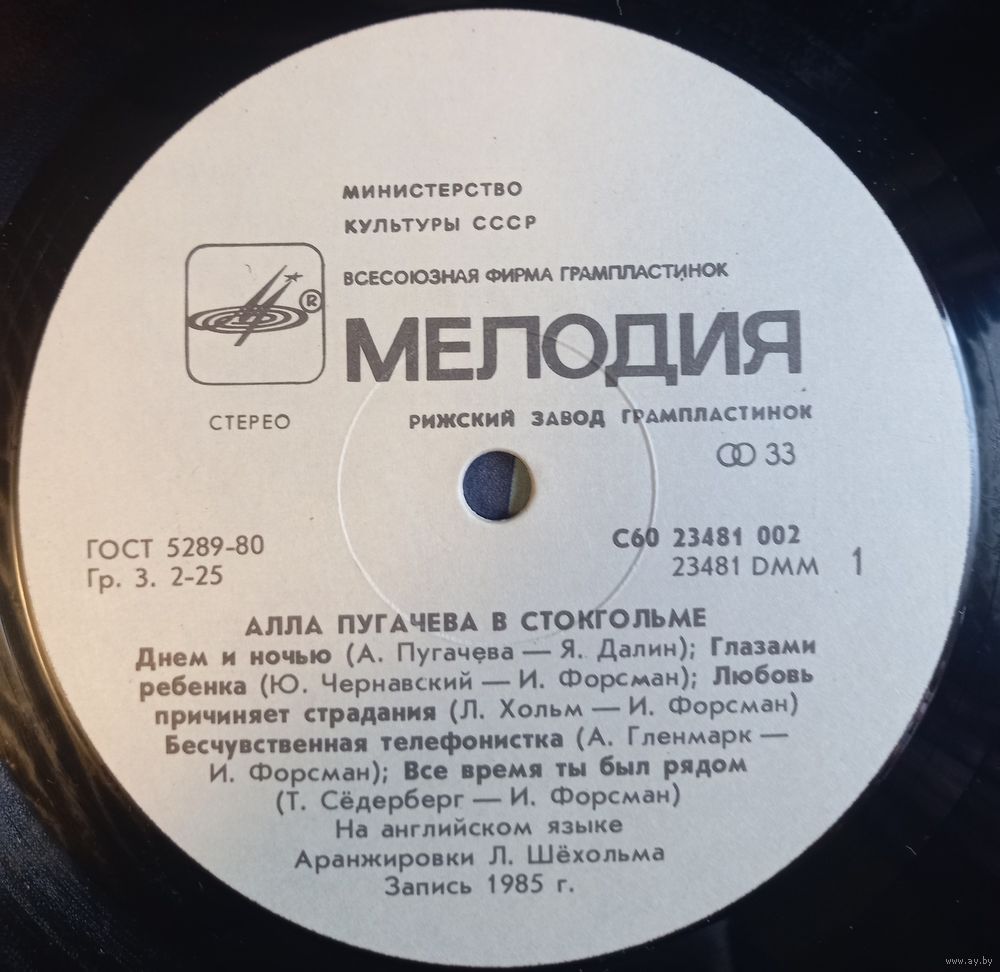 МИНИСТЕРСТВО
КУЛЬТУРЫ СССР
ВСЕСОЮЗНАЯ ФИРМА ГРАМПЛАСТИНОК
®
МЕЛОДИЯ
СТЕРЕО
РИЖСКИЙ ЗАВОД ГРАМПЛАСТИНОК
33
ГОСТ 5289-80
Гр. 3. 2-25
С60 23481 002
23481 DMM
1
АЛЛА ПУГАЧЕВА В СТОКГОЛЬМЕ
Днем и ночью (А. Пугачева — Я. Далин); Глазами
ребенка (Ю. Чернавский — И. Форсман); Любовь
причиняет страдания (Л. Хольм — И. Форсман)
Бесчувственная телефонистка (А. Гленмарк —
И. Форсман); Все время ты был рядом
(Т. Сёдерберг — И. Форсман)
На английском языке
Аранжировки Л. Шёхольма
Запись 1985 г.
www.ay.by